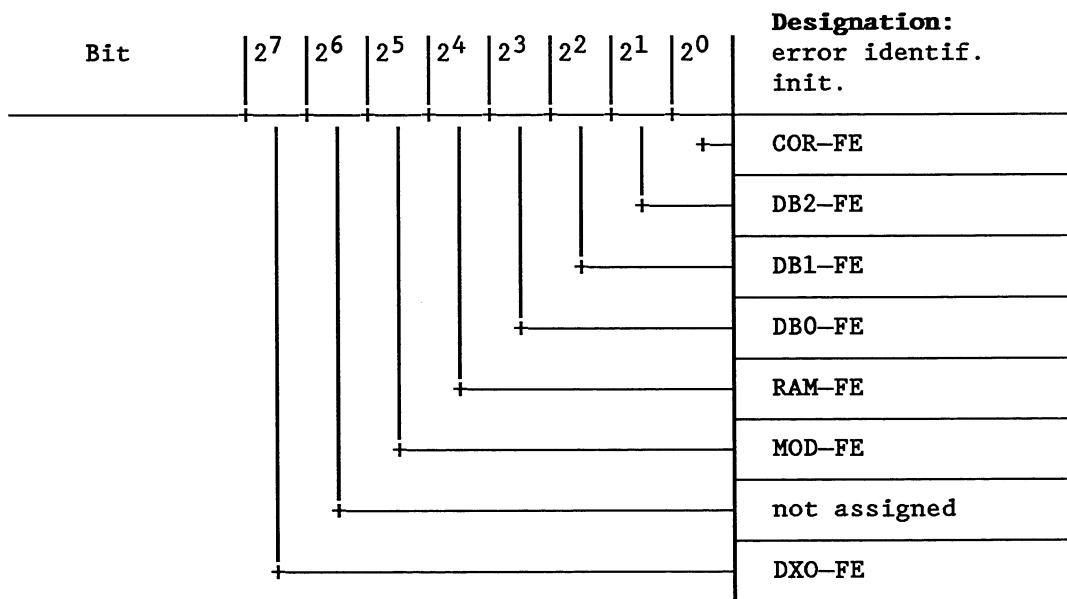 Designation:
Bit 2⁷ 2⁶ 2⁵ 2⁴ 2³ 2² 2¹ 2⁰ error identif.
init.
COR—FE
DB2—FE
DB1—FE
DB0—FE
RAM—FE
MOD—FE
not assigned
DX0—FE